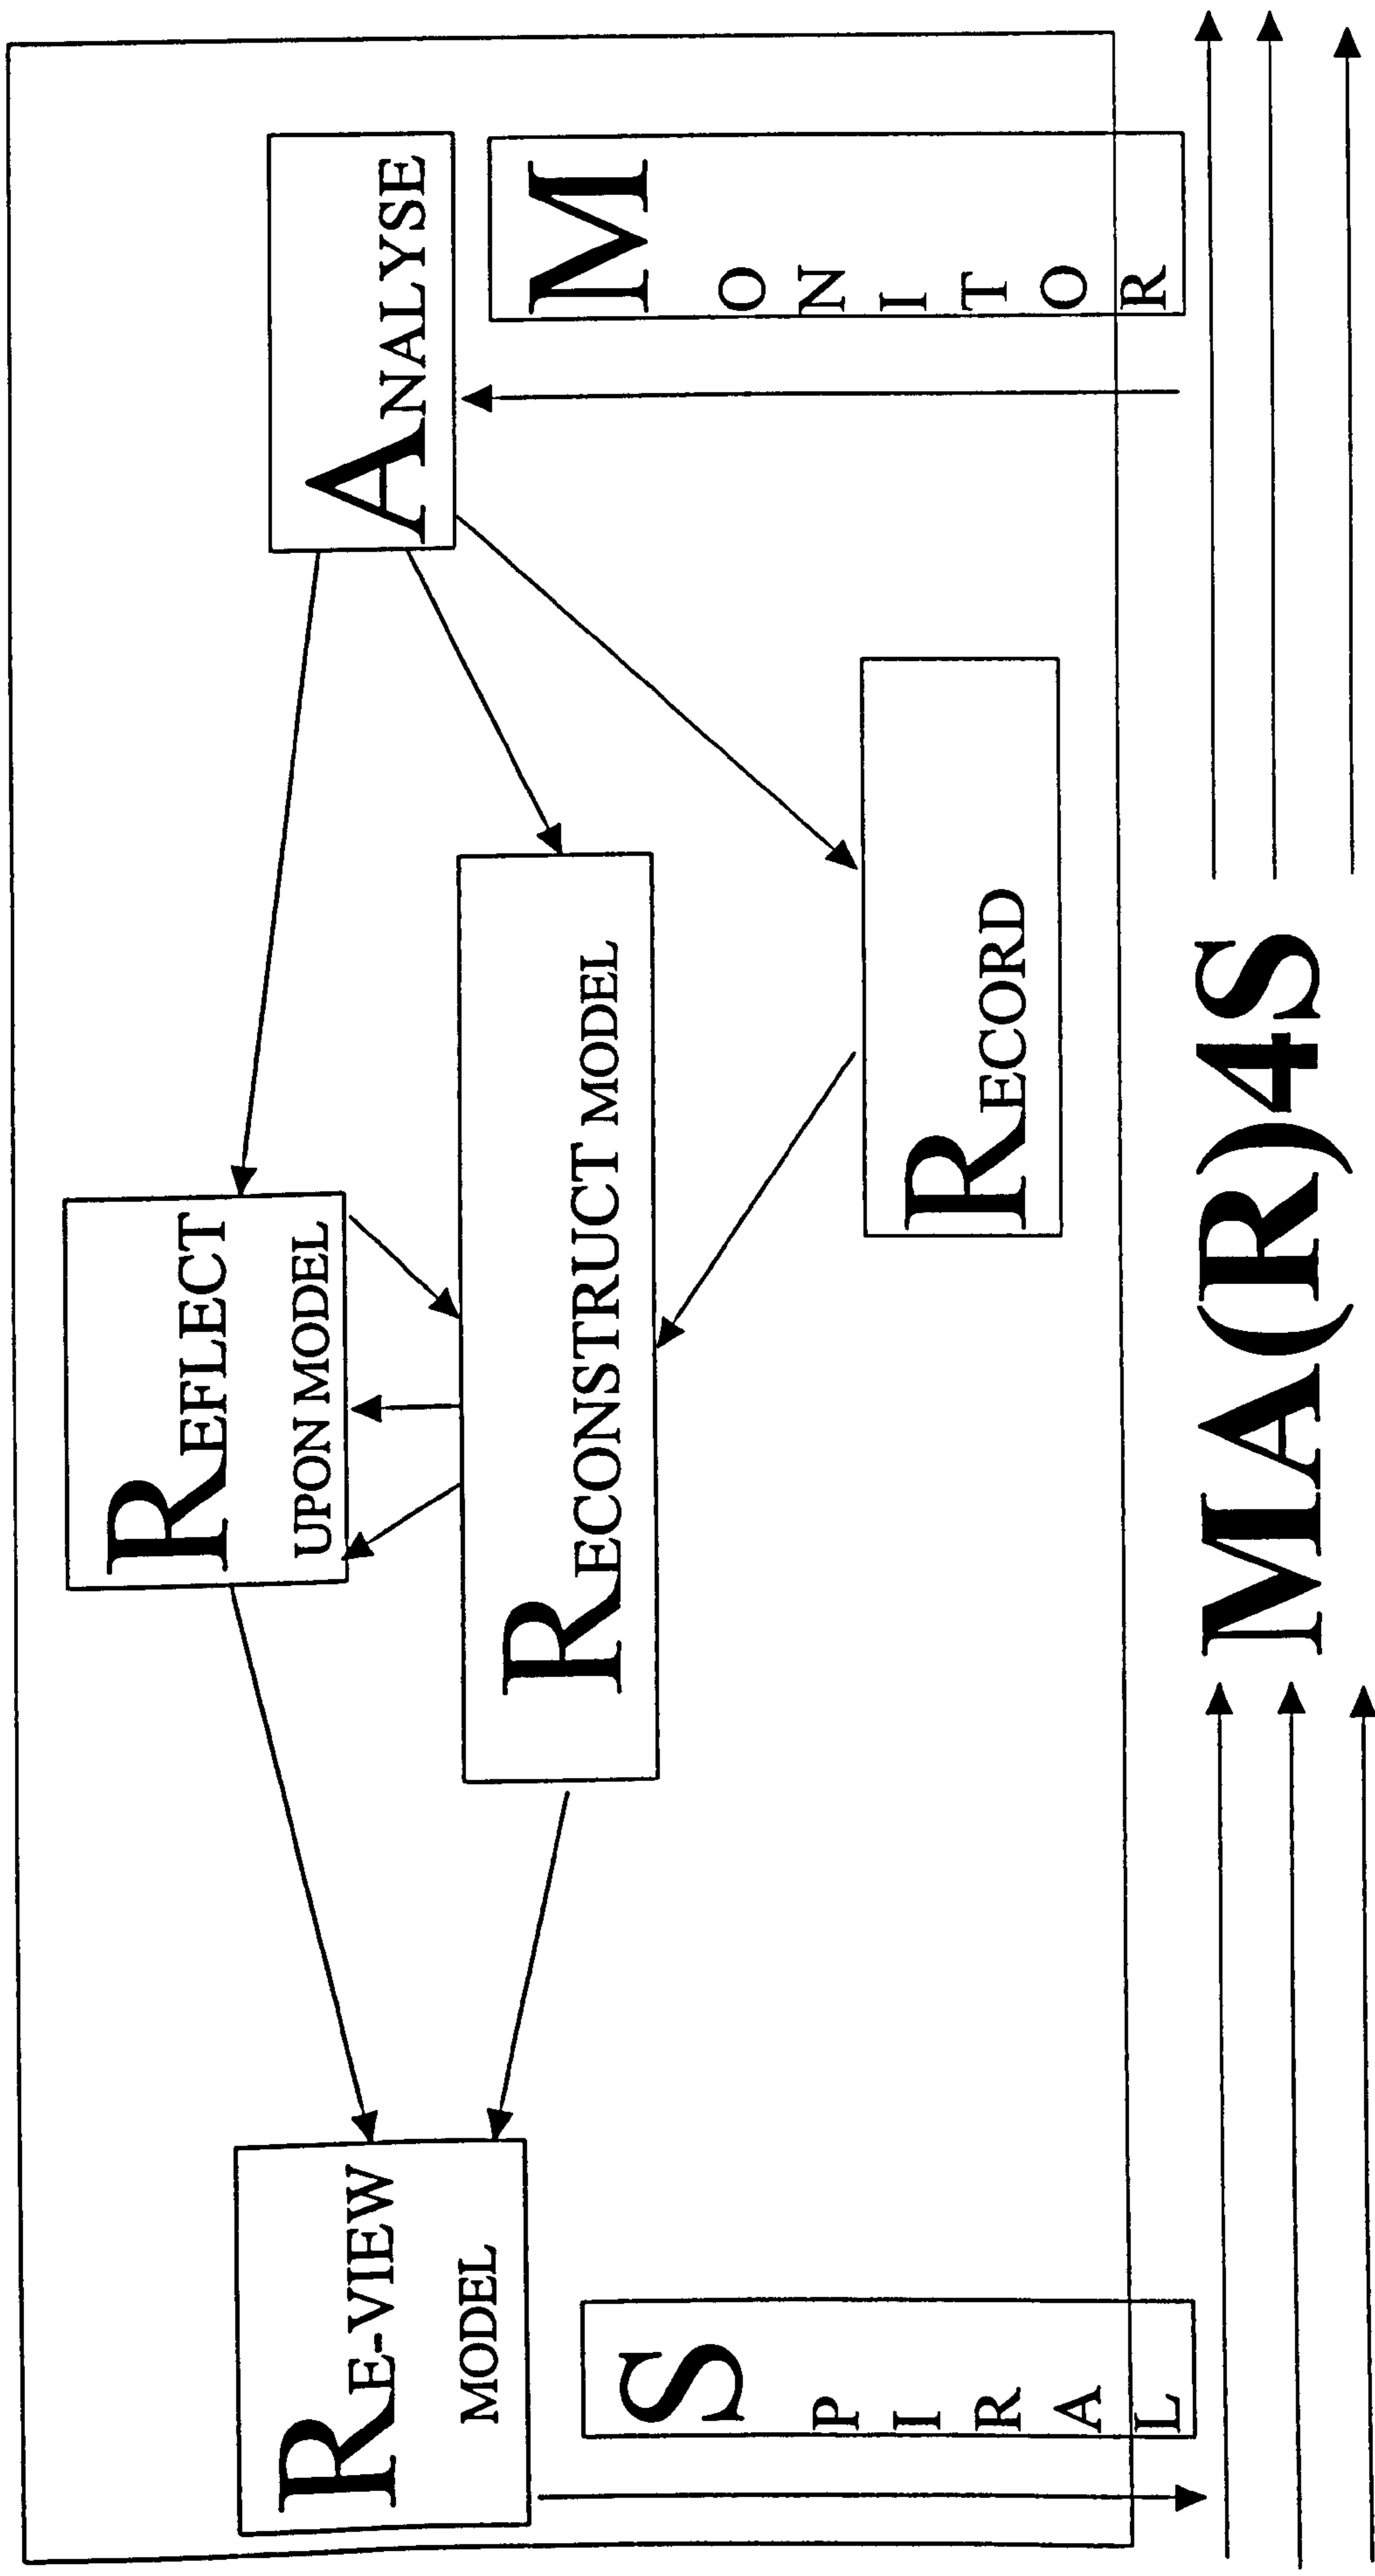 REFLECT
UPON MODEL
RE-VIEW
MODEL
ANALYSE
RECONSTRUCT MODEL
SPIRAL
MONITOR
RECORD
MA(R)4S